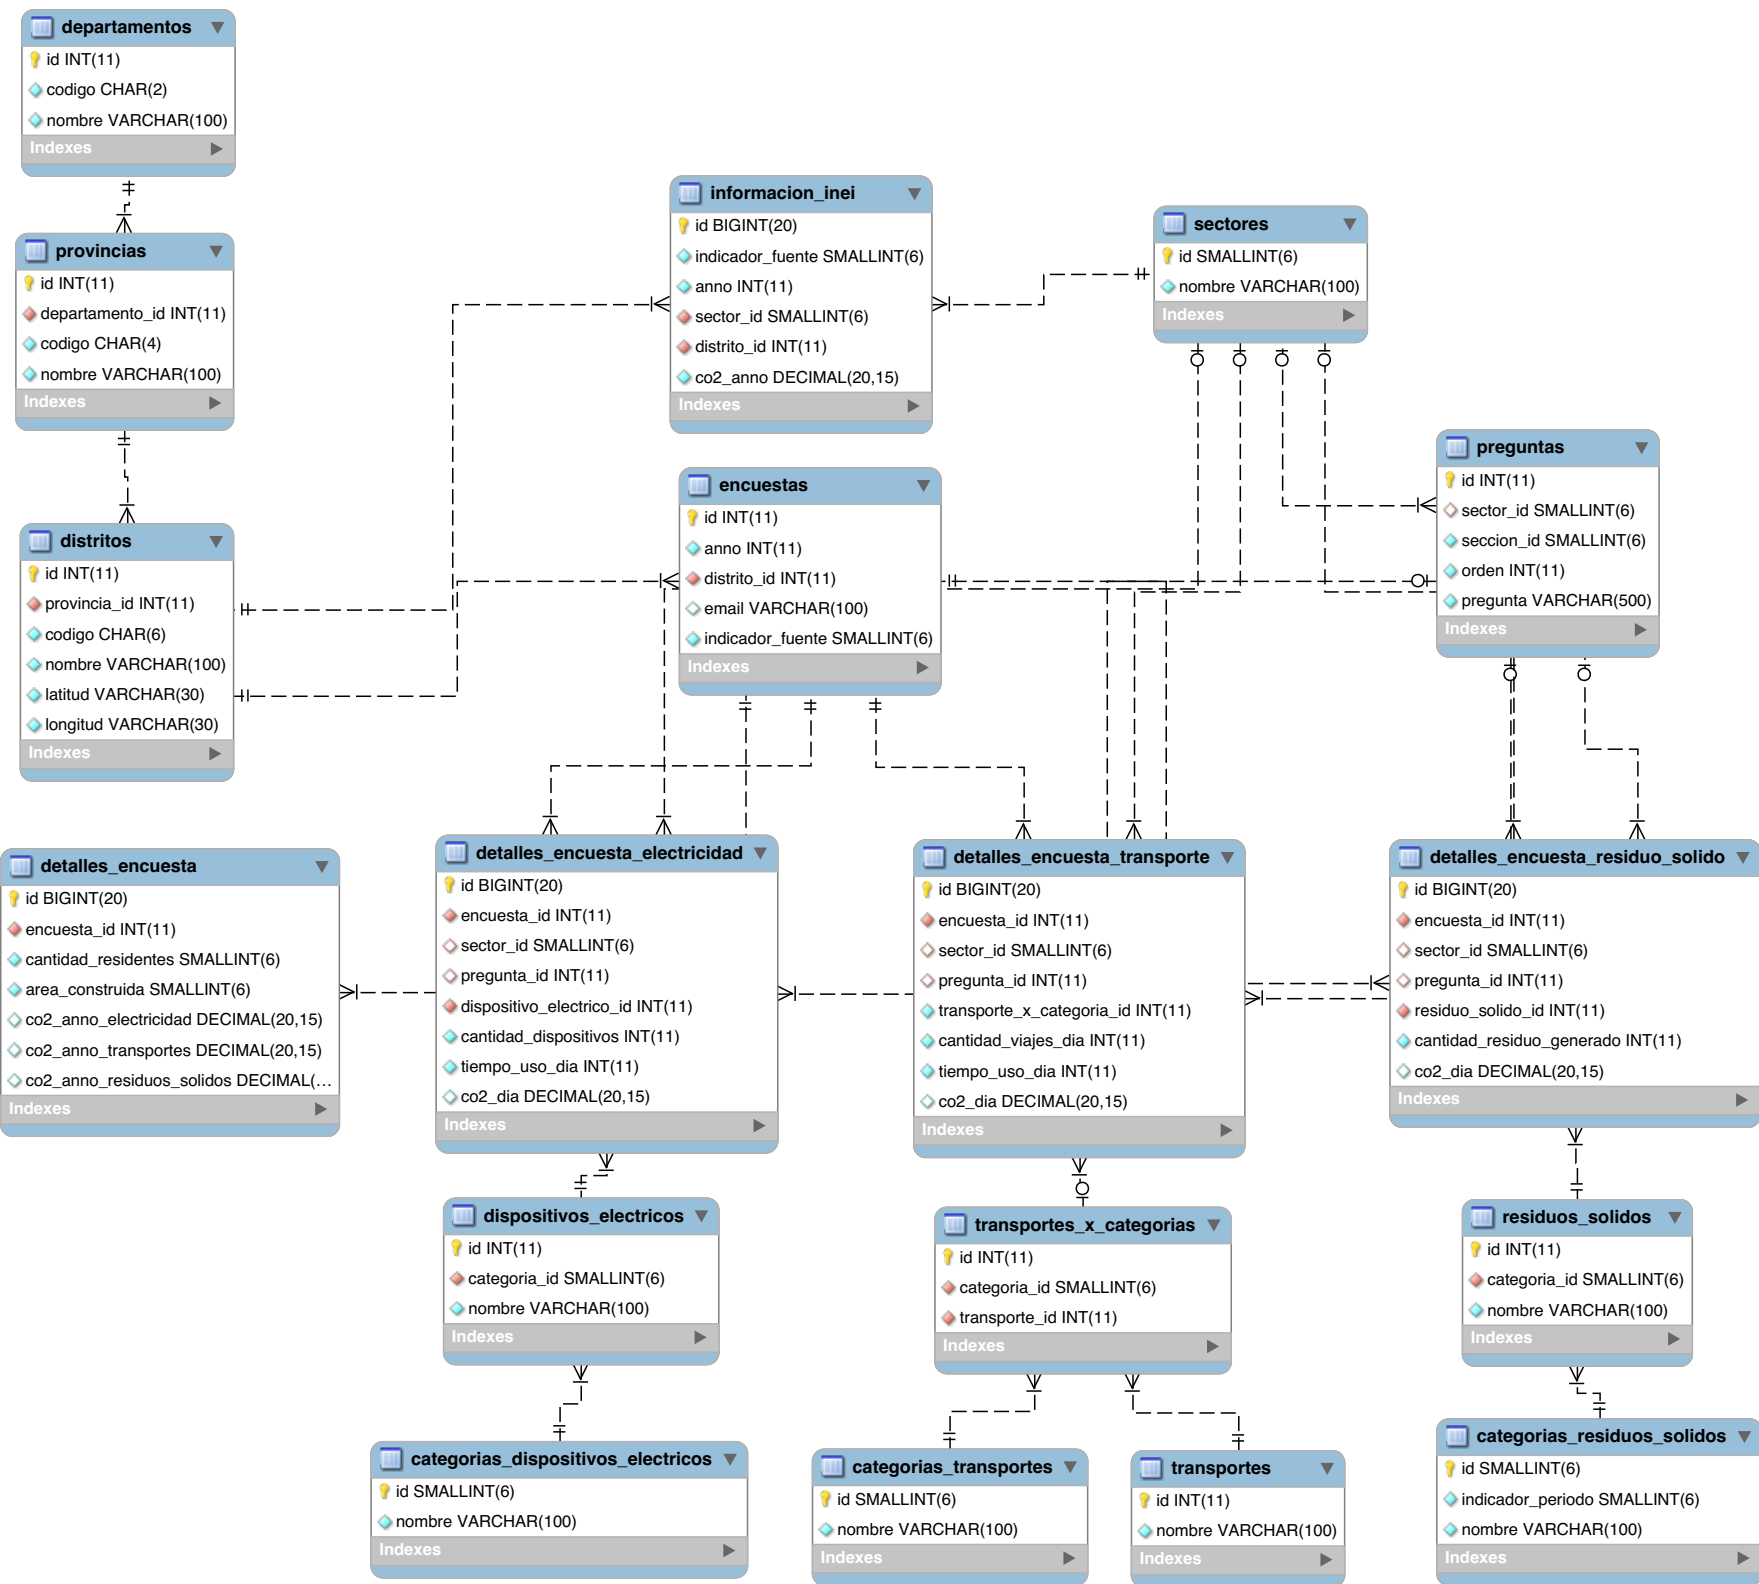 departamentos
id INT(11)
codigo CHAR(2)
nombre VARCHAR(100)
Indexes
provincias
id INT(11)
departamento_id INT(11)
codigo CHAR(4)
nombre VARCHAR(100)
Indexes
distritos
id INT(11)
provincia_id INT(11)
codigo CHAR(6)
nombre VARCHAR(100)
latitud VARCHAR(30)
longitud VARCHAR(30)
Indexes
informacion_inei
id BIGINT(20)
indicador_fuente SMALLINT(6)
anno INT(11)
sector_id SMALLINT(6)
distrito_id INT(11)
co2_anno DECIMAL(20,15)
Indexes
sectores
id SMALLINT(6)
nombre VARCHAR(100)
Indexes
encuestas
id INT(11)
anno INT(11)
distrito_id INT(11)
email VARCHAR(100)
indicador_fuente SMALLINT(6)
Indexes
preguntas
id INT(11)
sector_id SMALLINT(6)
seccion_id SMALLINT(6)
orden INT(11)
pregunta VARCHAR(500)
Indexes
detalles_encuesta
id BIGINT(20)
encuesta_id INT(11)
cantidad_residentes SMALLINT(6)
area_construida SMALLINT(6)
co2_anno_electricidad DECIMAL(20,15)
co2_anno_transportes DECIMAL(20,15)
co2_anno_residuos_solidos DECIMAL(...
Indexes
detalles_encuesta_electricidad
id BIGINT(20)
encuesta_id INT(11)
sector_id SMALLINT(6)
pregunta_id INT(11)
dispositivo_electrico_id INT(11)
cantidad_dispositivos INT(11)
tiempo_uso_dia INT(11)
co2_dia DECIMAL(20,15)
Indexes
detalles_encuesta_transporte
id BIGINT(20)
encuesta_id INT(11)
sector_id SMALLINT(6)
pregunta_id INT(11)
transporte_x_categoria_id INT(11)
cantidad_viajes_dia INT(11)
tiempo_uso_dia INT(11)
co2_dia DECIMAL(20,15)
Indexes
detalles_encuesta_residuo_solido
id BIGINT(20)
encuesta_id INT(11)
sector_id SMALLINT(6)
pregunta_id INT(11)
residuo_solido_id INT(11)
cantidad_residuo_generado INT(11)
co2_dia DECIMAL(20,15)
Indexes
dispositivos_electricos
id INT(11)
categoria_id SMALLINT(6)
nombre VARCHAR(100)
Indexes
transportes_x_categorias
id INT(11)
categoria_id SMALLINT(6)
transporte_id INT(11)
Indexes
residuos_solidos
id INT(11)
categoria_id SMALLINT(6)
nombre VARCHAR(100)
Indexes
categorias_dispositivos_electricos
id SMALLINT(6)
nombre VARCHAR(100)
Indexes
categorias_transportes
id SMALLINT(6)
nombre VARCHAR(100)
Indexes
transportes
id INT(11)
nombre VARCHAR(100)
Indexes
categorias_residuos_solidos
id SMALLINT(6)
indicador_periodo SMALLINT(6)
nombre VARCHAR(100)
Indexes